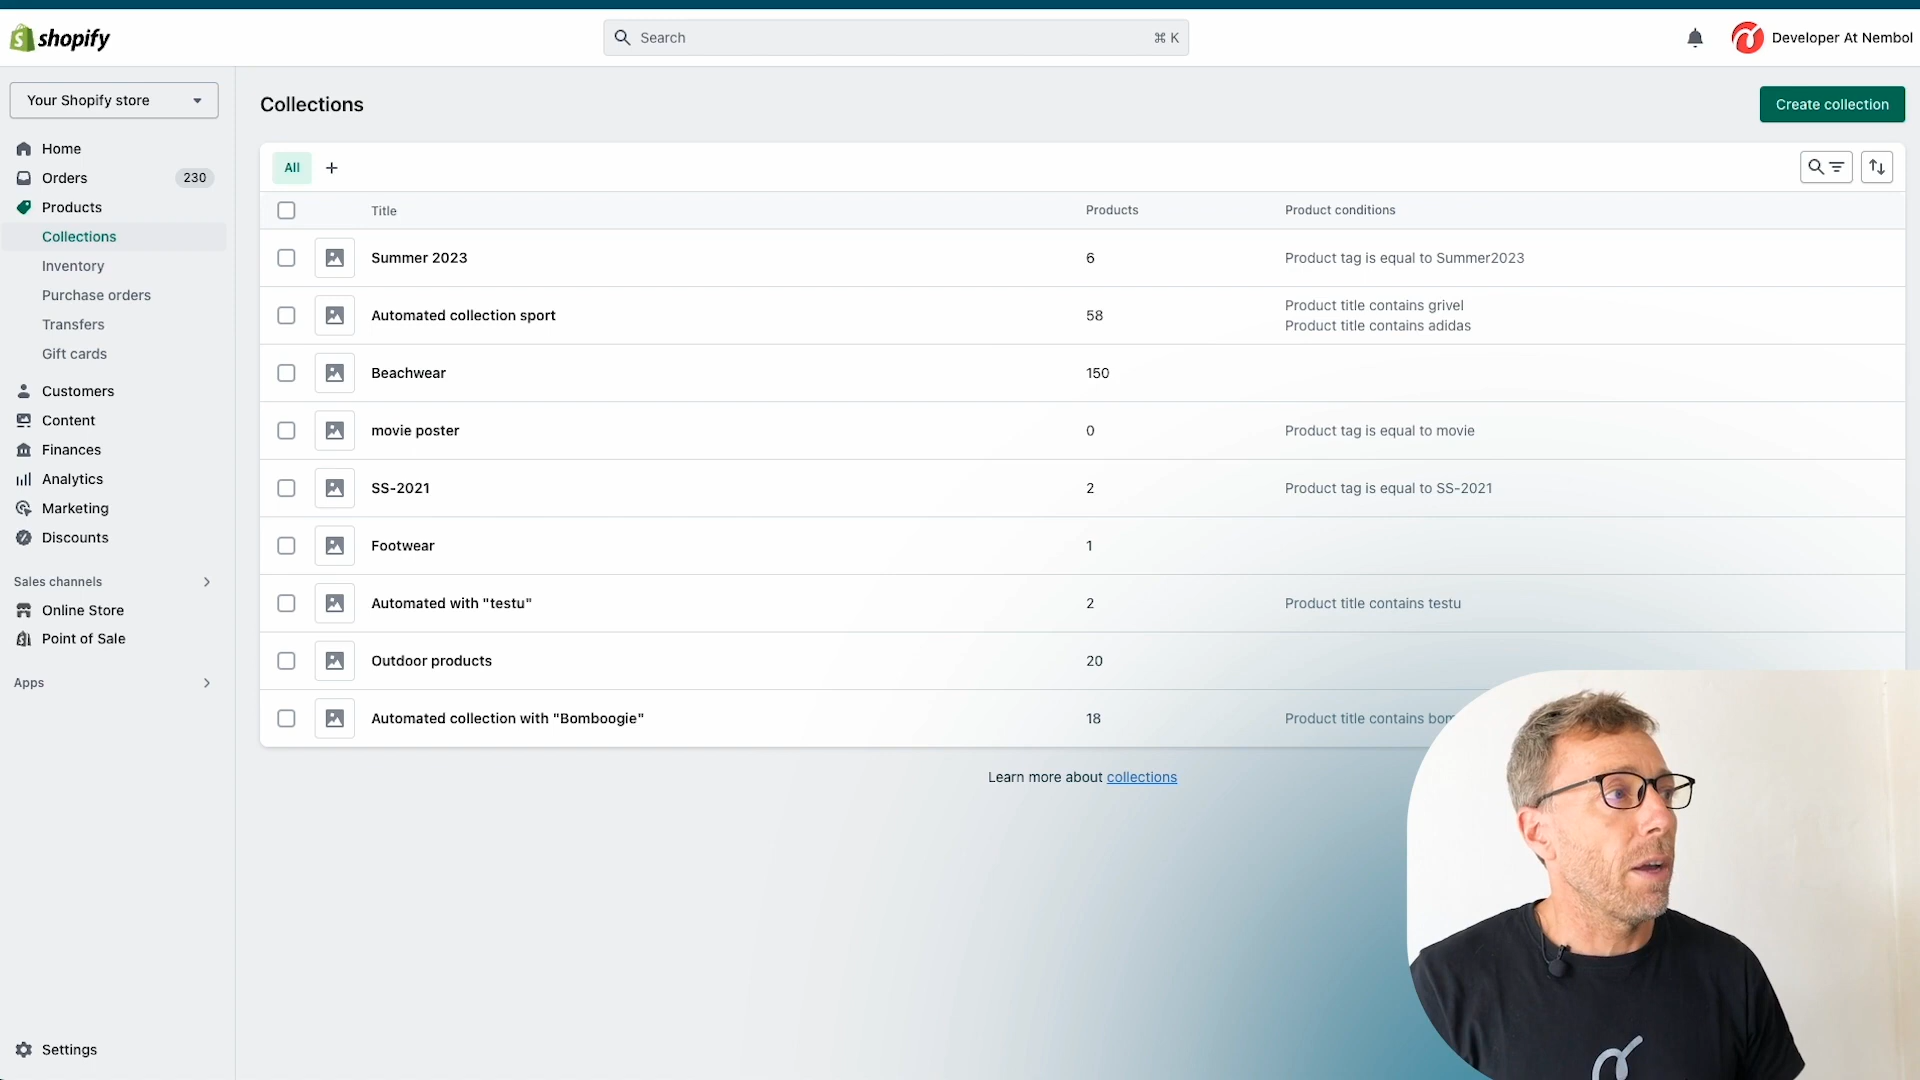 shopify
Search
⌘ K
Developer At Nembol
Your Shopify store
Home
Orders
230
Products
Collections
Inventory
Purchase orders
Transfers
Gift cards
Customers
Content
Finances
Analytics
Marketing
Discounts
Sales channels
Online Store
Point of Sale
Apps
Settings
Collections
Create collection
All
Title
Products
Product conditions
Summer 2023
6
Product tag is equal to Summer2023
Automated collection sport
58
Product title contains grivel
Product title contains adidas
Beachwear
150
movie poster
0
Product tag is equal to movie
SS-2021
2
Product tag is equal to SS-2021
Footwear
1
Automated with "testu"
2
Product title contains testu
Outdoor products
20
Automated collection with "Bomboogie"
18
Product title contains
Learn more about collections